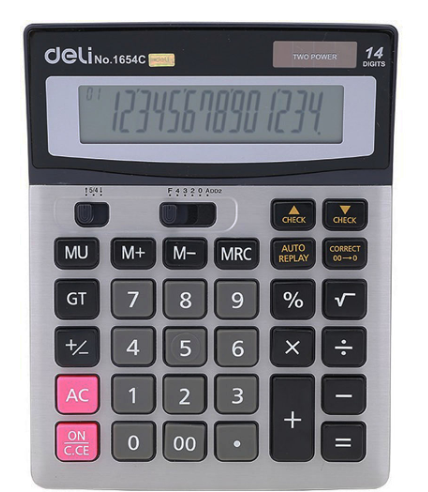 deli No.1654C
TWO POWER
14
DIGITS
01
12345678901234.
↑5/4↓
F 4 3 2 0 ADD2
▲
CHECK
▼
CHECK
MU M+ M− MRC
AUTO
REPLAY
CORRECT
00→0
GT 7 8 9 % √
+/− 4 5 6 × ÷
AC 1 2 3 + −
ON
C.CE
0 00 • =